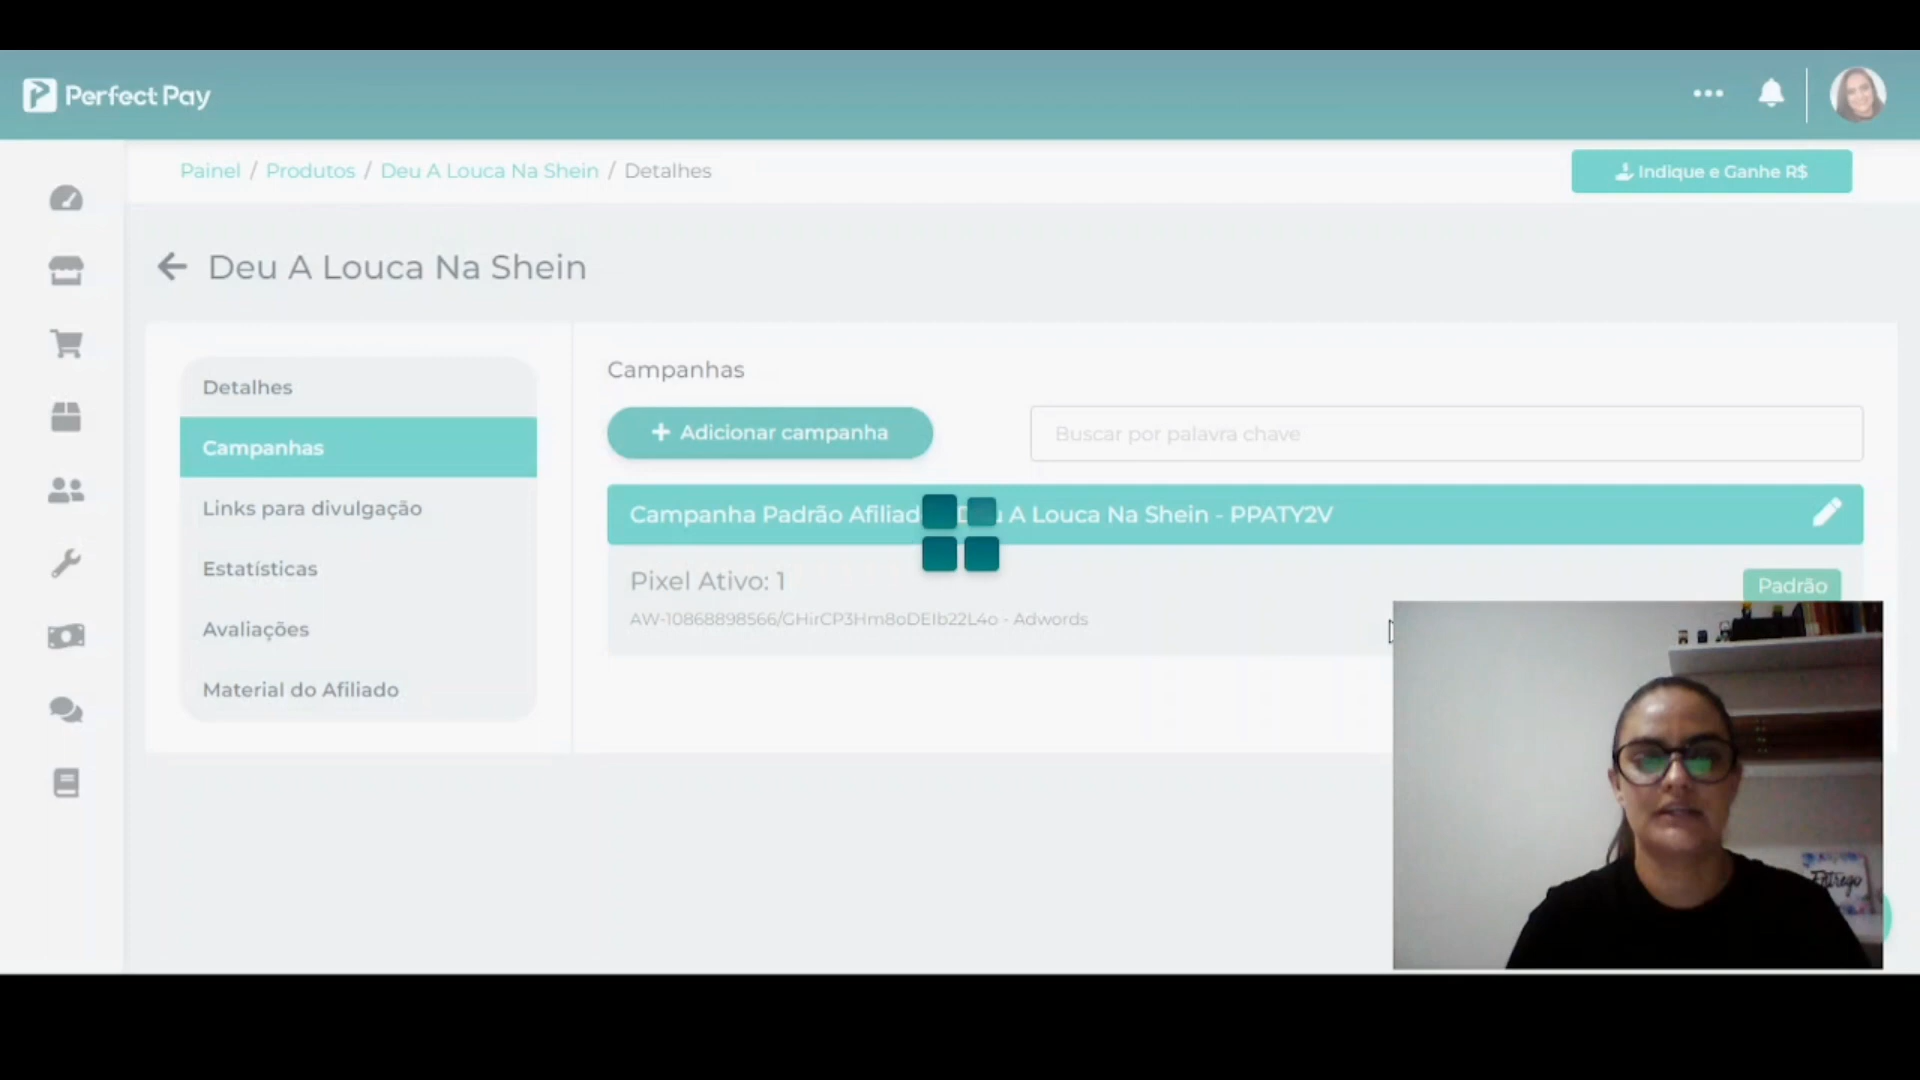 Perfect Pay
Painel / Produtos / Deu A Louca Na Shein / Detalhes
Indique e Ganhe R$
Deu A Louca Na Shein
Detalhes
Campanhas
Links para divulgação
Estatísticas
Avaliações
Material do Afiliado
Campanhas
+ Adicionar campanha
Buscar por palavra chave
Campanha Padrão Afiliad A Louca Na Shein - PPATY2V
Pixel Ativo: 1
AW-10868898566/GHirCP3Hm8oDEIb22L4o - Adwords
Padrão
Entrego